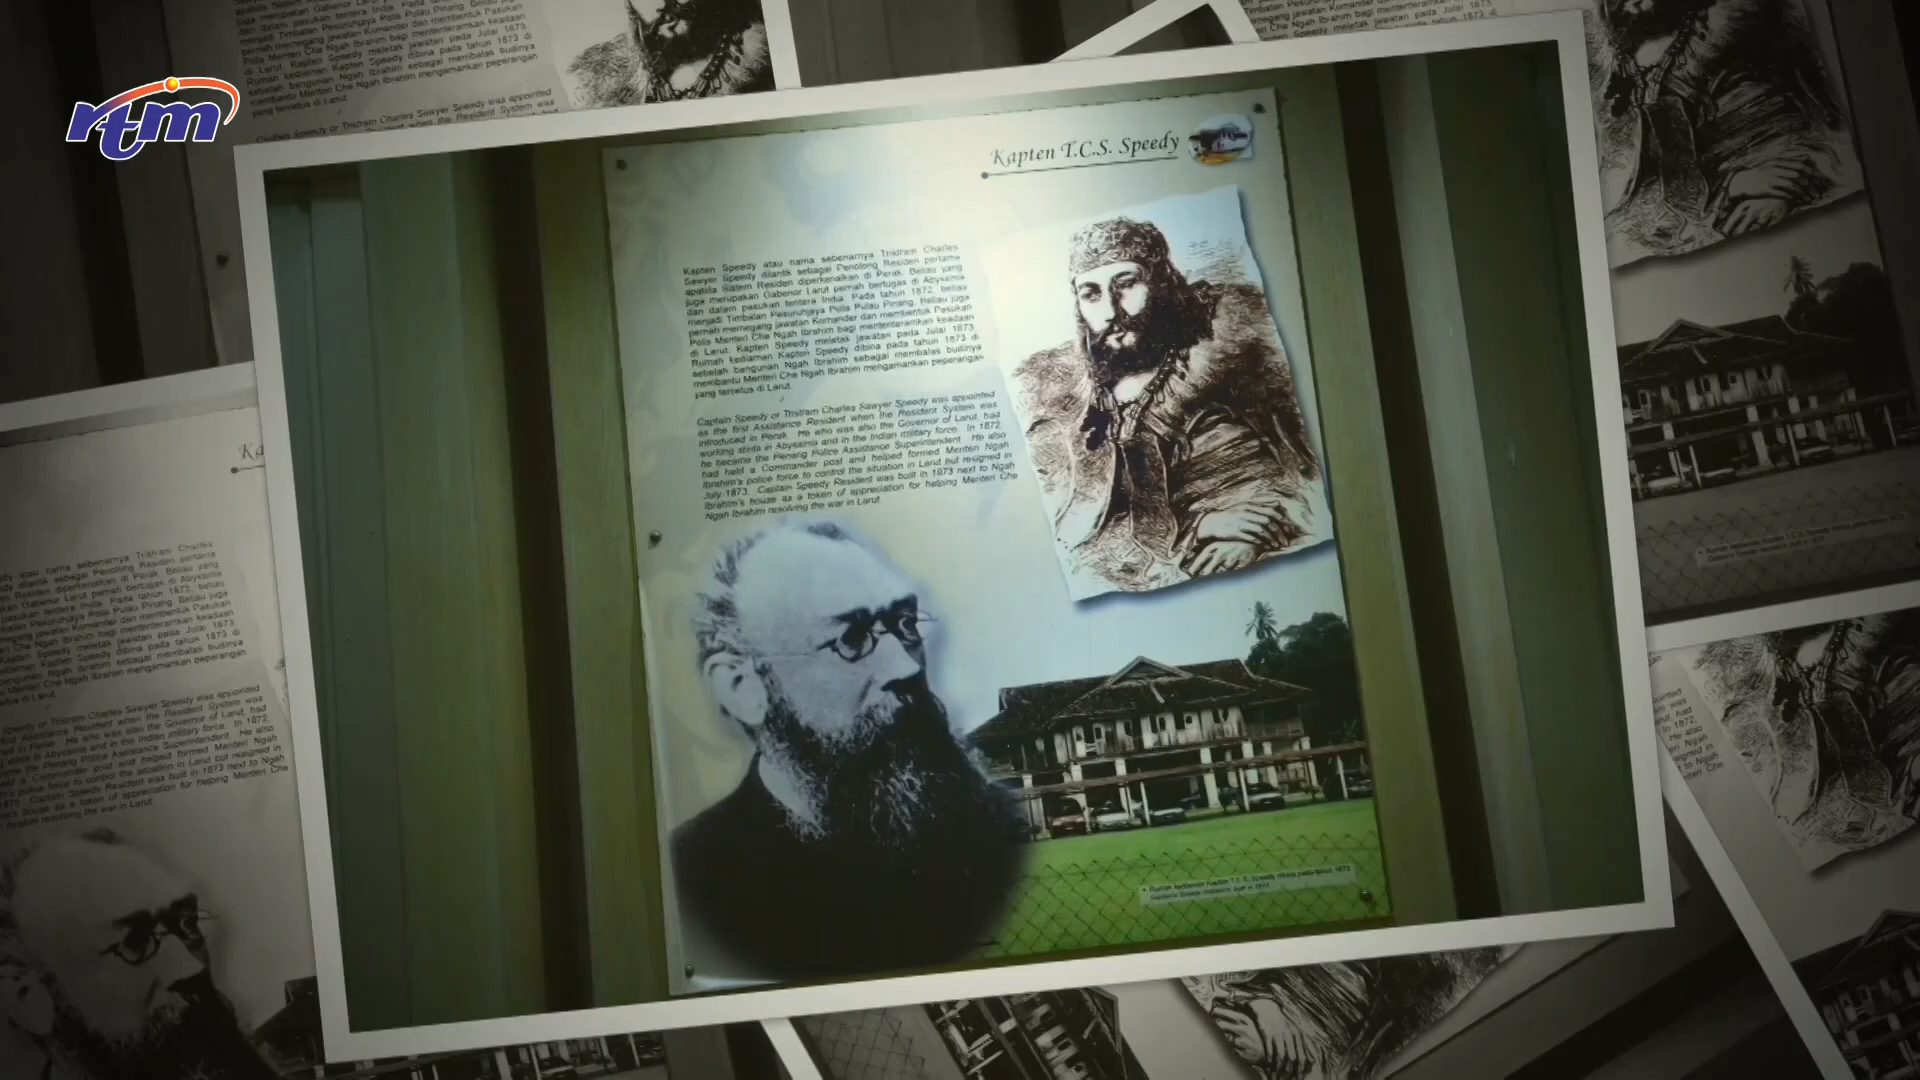 rtm
Kapten T.C.S. Speedy
Kapten Speedy atau nama sebenarnya Tristram Charles
Sawyer Speedy dilantik sebagai Penolong Residen pertama
apabila Sistem Residen diperkenalkan di Perak. Beliau yang
juga merupakan Gabenor Larut pernah bertugas di Abyssinia
dan dalam pasukan tentera India. Pada tahun 1872, beliau
menjadi Timbalan Pesuruhjaya Polis Pulau Pinang. Beliau juga
pernah memegang jawatan Komander dan membentuk Pasukan
Polis Menteri Che Ngah Ibrahim bagi mententeramkan keadaan
di Larut. Kapten Speedy meletak jawatan pada Julai 1873.
Rumah kediaman Kapten Speedy dibina pada tahun 1873 di
sebelah bangunan Ngah Ibrahim sebagai membalas budinya
membantu Menteri Che Ngah Ibrahim mengamankan peperangan
yang tercetus di Larut.
Captain Speedy or Tristram Charles Sawyer Speedy was appointed
as the first Assistance Resident when the Resident System was
introduced in Perak. He who was also the Governor of Larut, had
working stints in Abyssinia and in the Indian military force. In 1872,
he became the Penang Police Assistance Superintendent. He also
had held a Commander post and helped formed Menteri Ngah
Ibrahim's police force to control the situation in Larut but resigned in
July 1873. Captain Speedy Resident was built in 1873 next to Ngah
Ibrahim's house as a token of appreciation for helping Menteri Che
Ngah Ibrahim resolving the war in Larut.
Rumah kediaman Kapten T.C.S. Speedy dibina pada tahun 1873